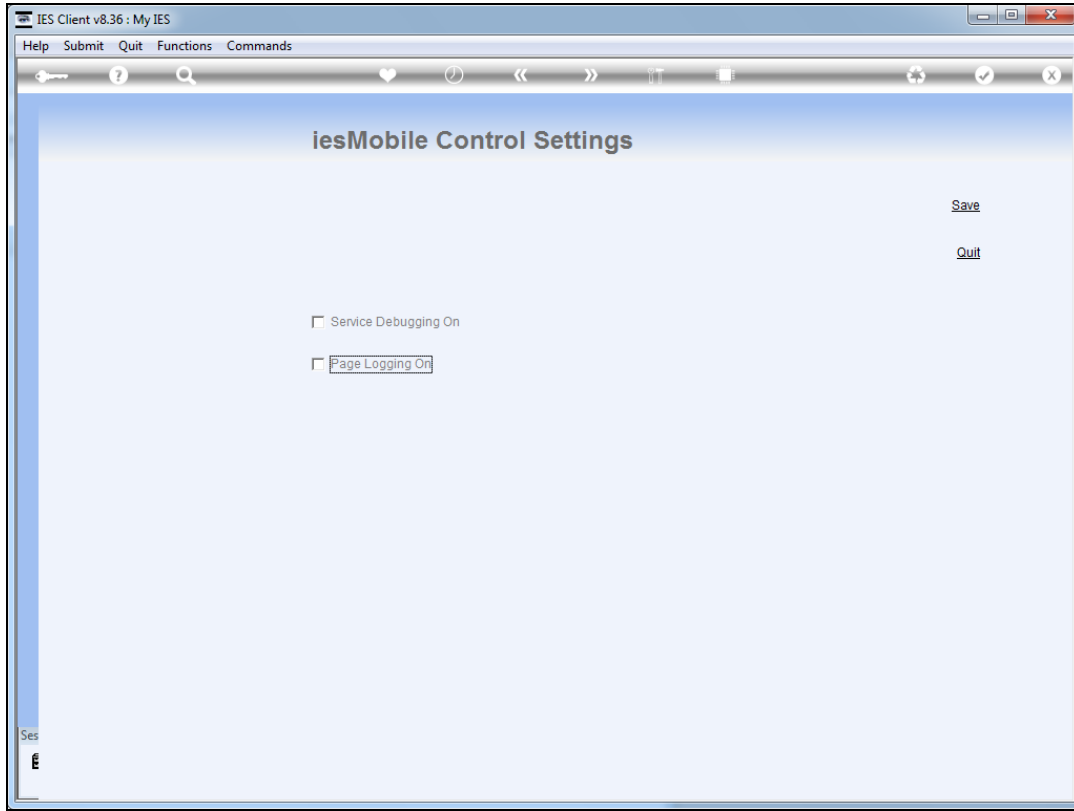 IES Client v8.36 : My IES
Help Submit Quit Functions Commands
iesMobile Control Settings
Save
Quit
Service Debugging On
Page Logging On
Ses